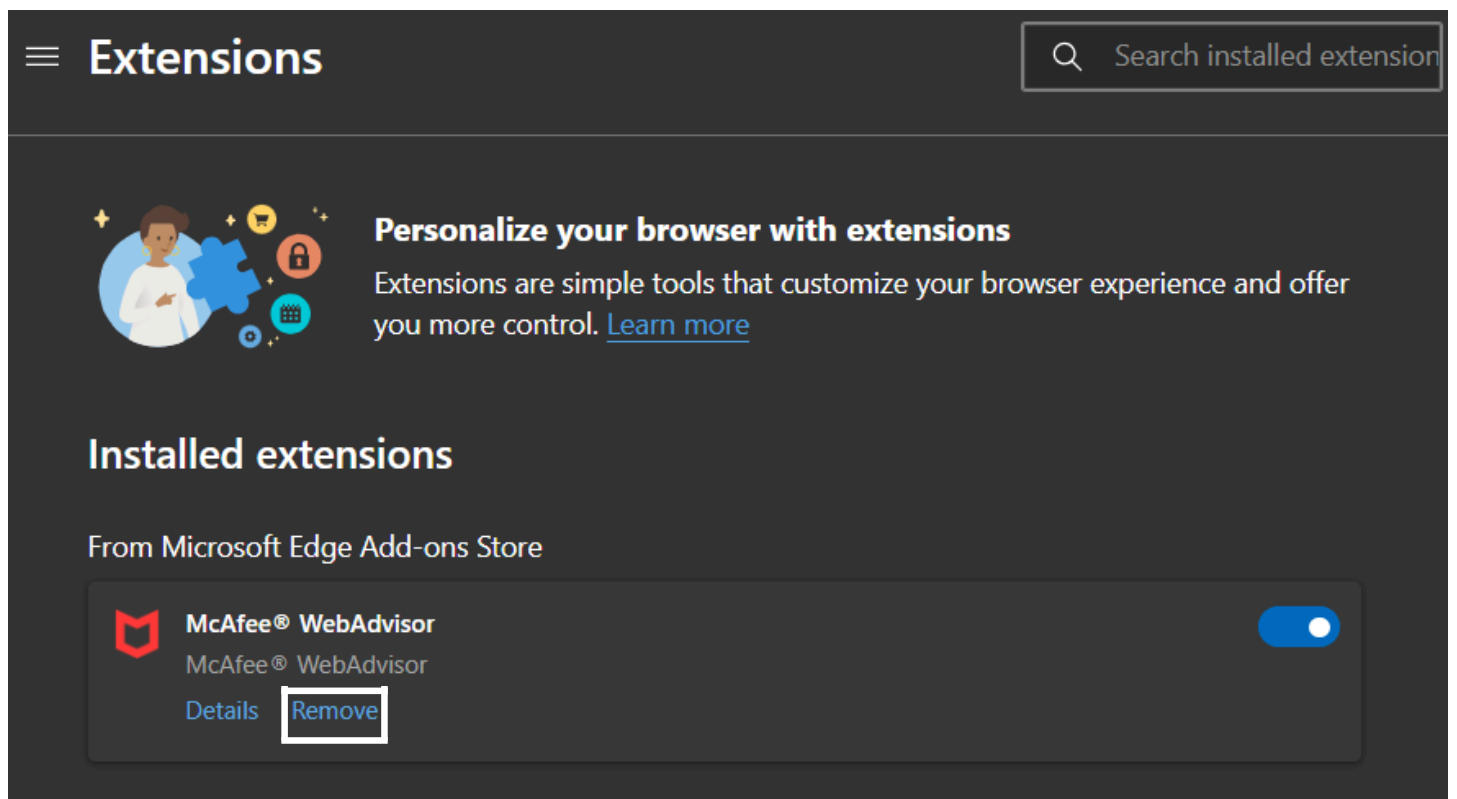 Extensions
Search installed extension
Personalize your browser with extensions
Extensions are simple tools that customize your browser experience and offer
you more control. Learn more
Installed extensions
From Microsoft Edge Add-ons Store
McAfee® WebAdvisor
McAfee® WebAdvisor
Details Remove